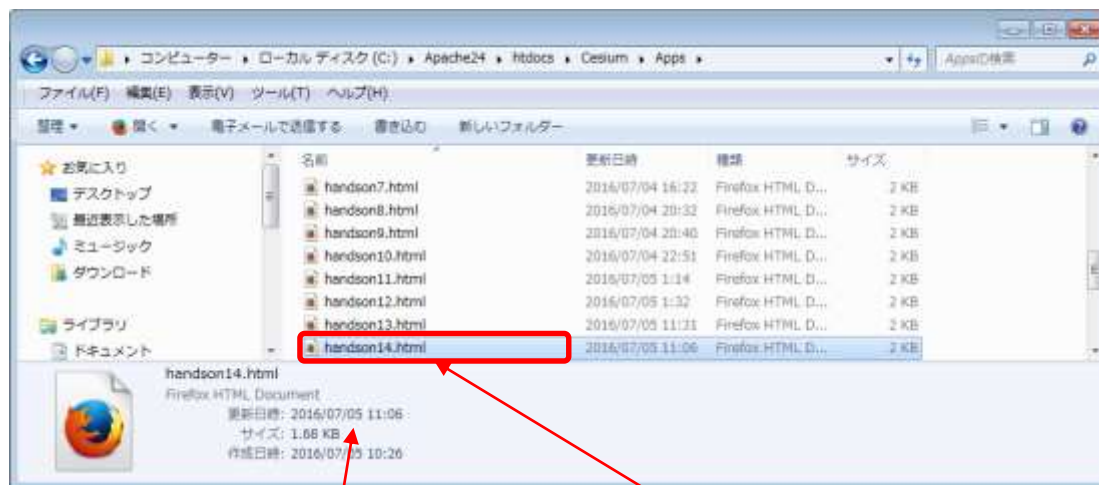 コンピューター ▸ ローカル ディスク (C:) ▸ Apache24 ▸ htdocs ▸ Cesium ▸ Apps ▸
Appsの検索
ファイル(F) 編集(E) 表示(V) ツール(T) ヘルプ(H)
整理 開く 電子メールで送信する 書き込む 新しいフォルダー
お気に入り
デスクトップ
最近表示した場所
ミュージック
ダウンロード
ライブラリ
ドキュメント
名前 更新日時 種類 サイズ
handson7.html 2016/07/04 16:22 Firefox HTML D... 2 KB
handson8.html 2016/07/04 20:32 Firefox HTML D... 2 KB
handson9.html 2016/07/04 20:40 Firefox HTML D... 2 KB
handson10.html 2016/07/04 22:51 Firefox HTML D... 2 KB
handson11.html 2016/07/05 1:14 Firefox HTML D... 2 KB
handson12.html 2016/07/05 1:32 Firefox HTML D... 2 KB
handson13.html 2016/07/05 11:31 Firefox HTML D... 2 KB
handson14.html 2016/07/05 11:06 Firefox HTML D... 2 KB
handson14.html
Firefox HTML Document
更新日時: 2016/07/05 11:06
サイズ: 1.68 KB
作成日時: 2016/07/05 10:26